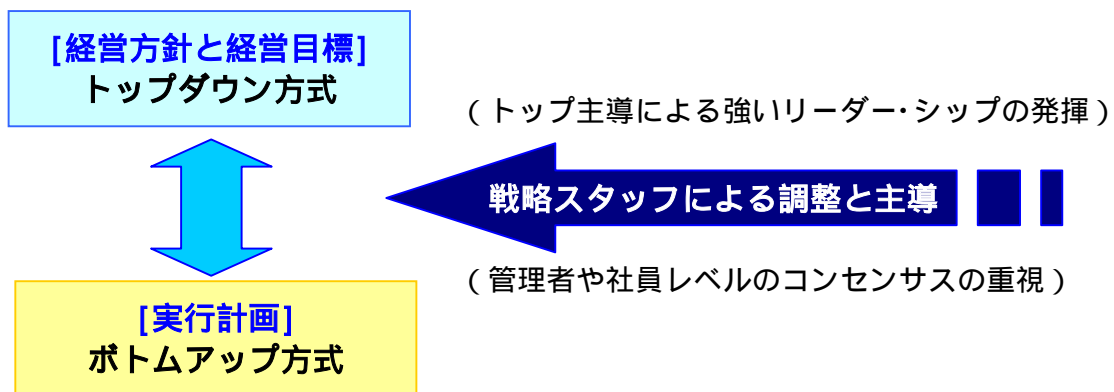 [経営方針と経営目標]
トップダウン方式
（トップ主導による強いリーダー・シップの発揮）
戦略スタッフによる調整と主導
（管理者や社員レベルのコンセンサスの重視）
[実行計画]
ボトムアップ方式